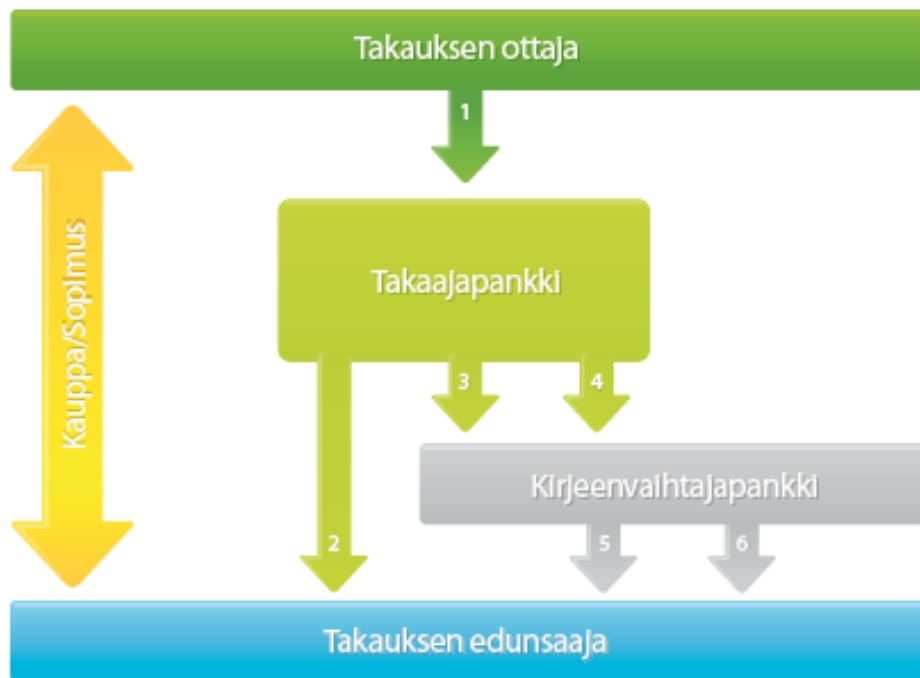 Takauksen ottaja
1
Takaajapankki
Kauppa/Sopimus
3
4
Kirjeenvaihtajapankki
2
5
6
Takauksen edunsaaja